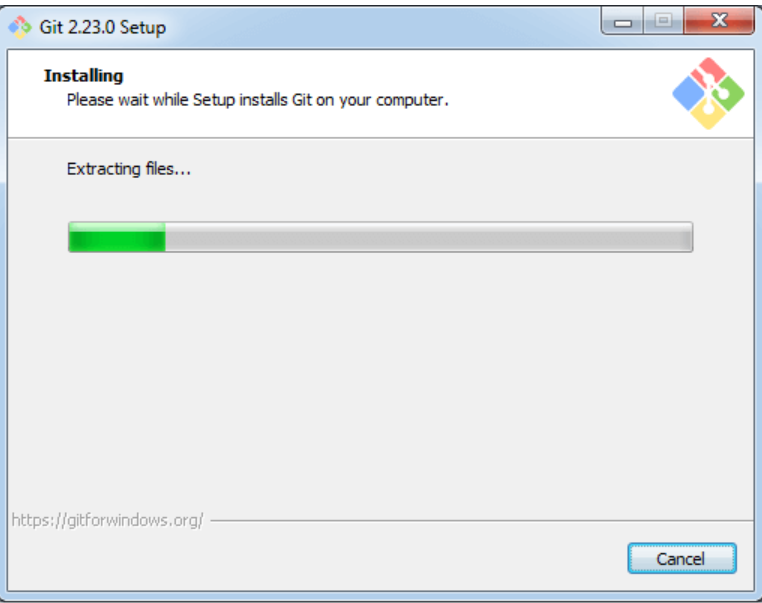 Git 2.23.0 Setup
Installing
Please wait while Setup installs Git on your computer.
Extracting files...
https://gitforwindows.org/
Cancel